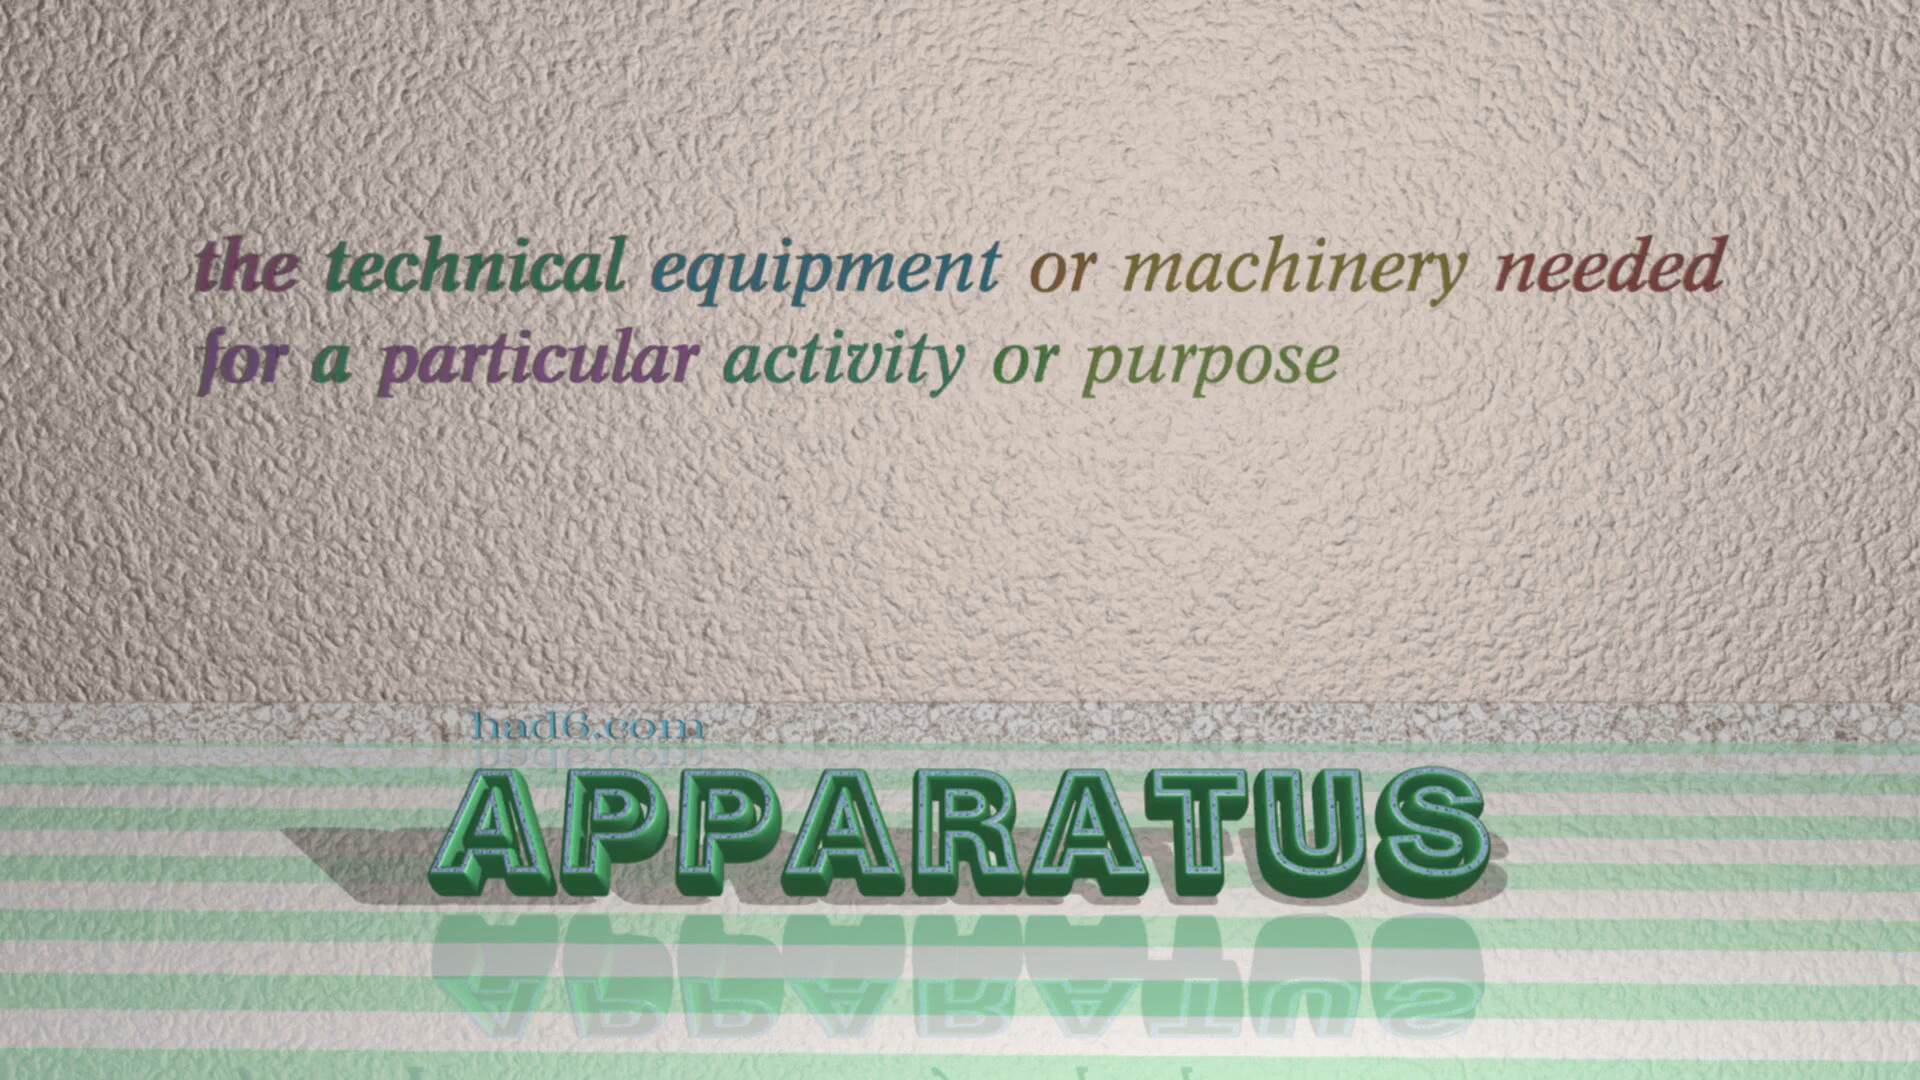 the technical equipment or machinery needed
for a particular activity or purpose
had6.com
APPARATUS